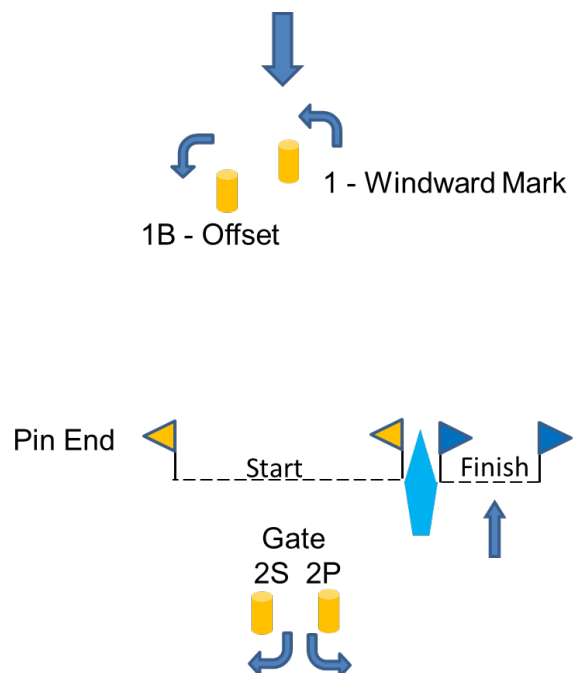 1 - Windward Mark
1B - Offset
Pin End
Start
Finish
Gate
2S 2P